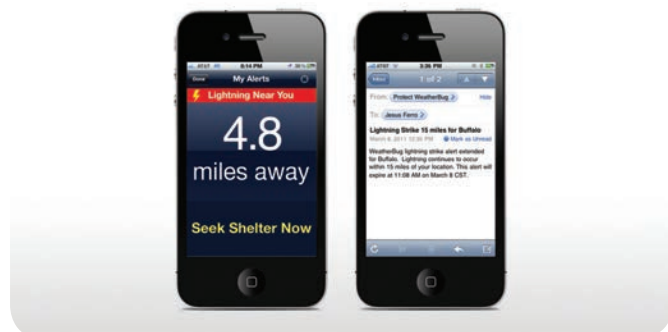 AT&T
8:14 PM
Done
My Alerts
Lightning Near You
4.8
miles away
Seek Shelter Now
AT&T
3:36 PM
Inbox
1 of 2
From: Protect WeatherBug
Hide
To: Jesus Ferro
Lightning Strike 15 miles for Buffalo
March 8, 2011 12:36 PM
Mark as Unread
WeatherBug lightning strike alert extended
for Buffalo. Lightning continues to occur
within 15 miles of your location. This alert will
expire at 11:08 AM on March 8 CST.